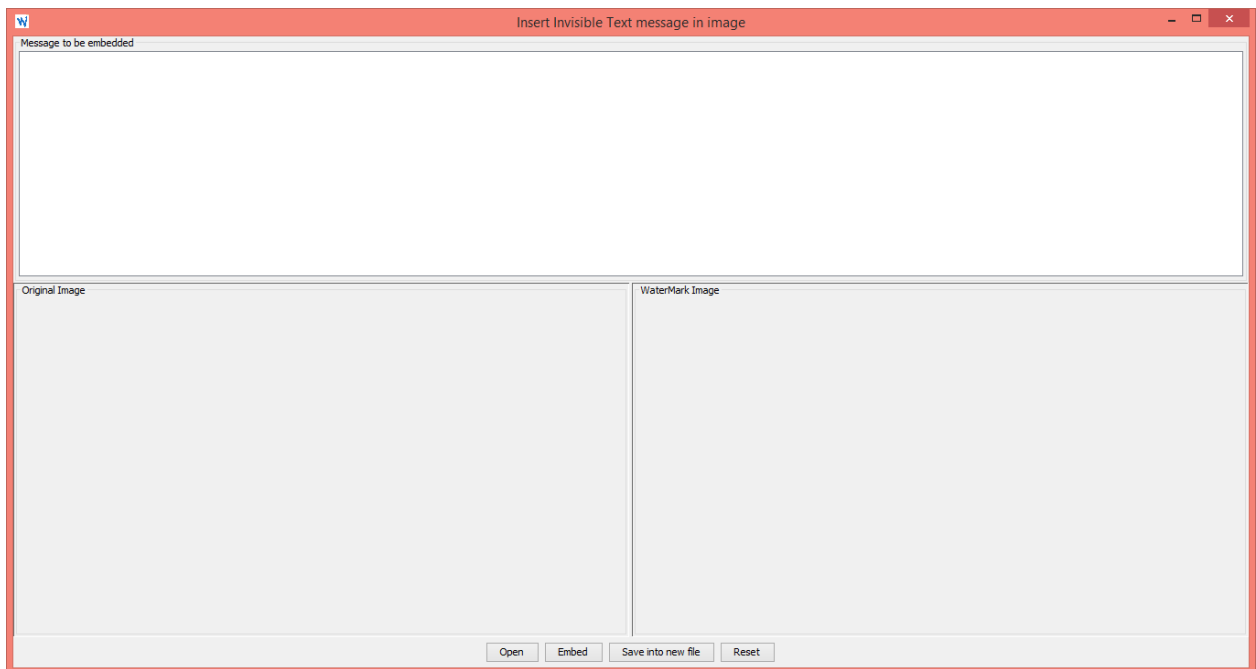 Insert Invisible Text message in image
Message to be embedded
Original Image
WaterMark Image
Open
Embed
Save into new file
Reset